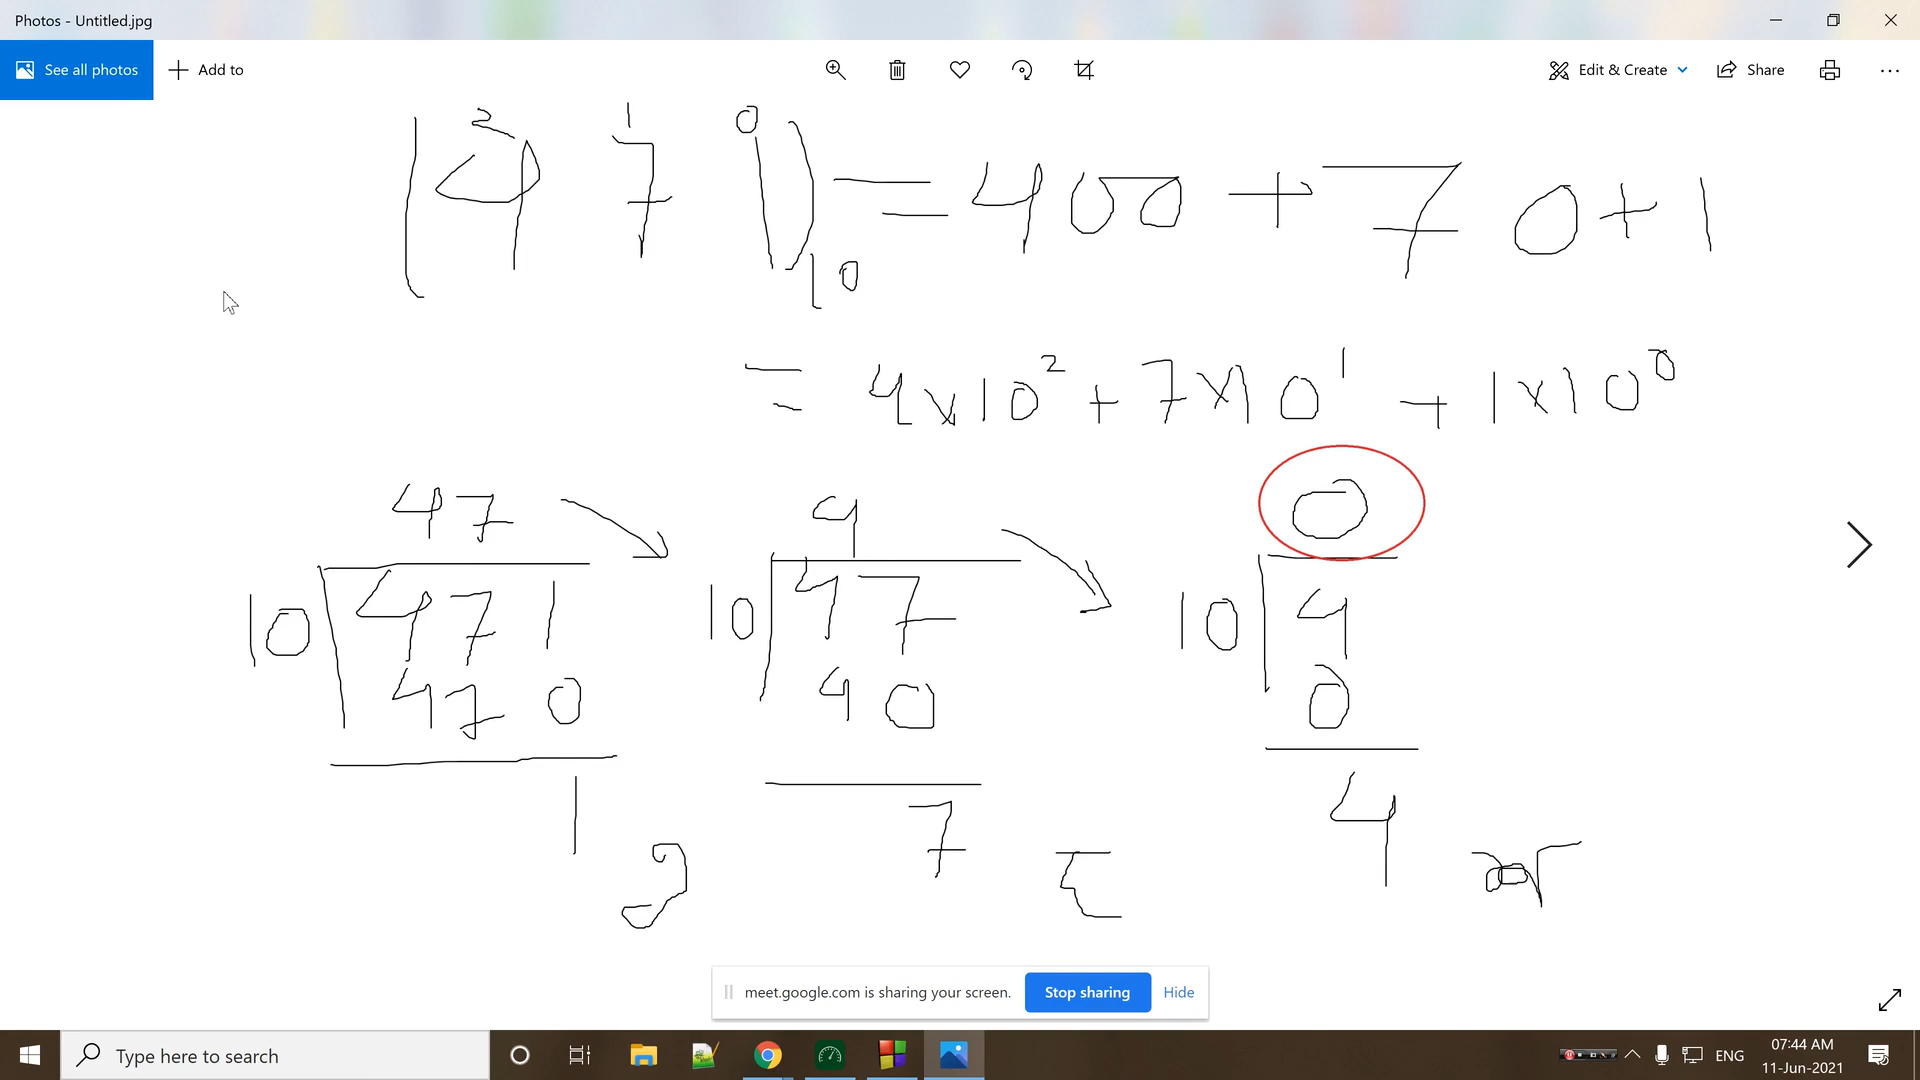 Photos - Untitled.jpg
See all photos
Add to
Edit & Create
Share
2 1 0
(471)10 = 400 + 70 + 1
= 4 × 10² + 7 × 10¹ + 1 × 10⁰
47 4 0
10 471 10 47 10 4
470 40 0
1 7 4
meet.google.com is sharing your screen.
Stop sharing
Hide
Type here to search
ENG
07:44 AM
11-Jun-2021